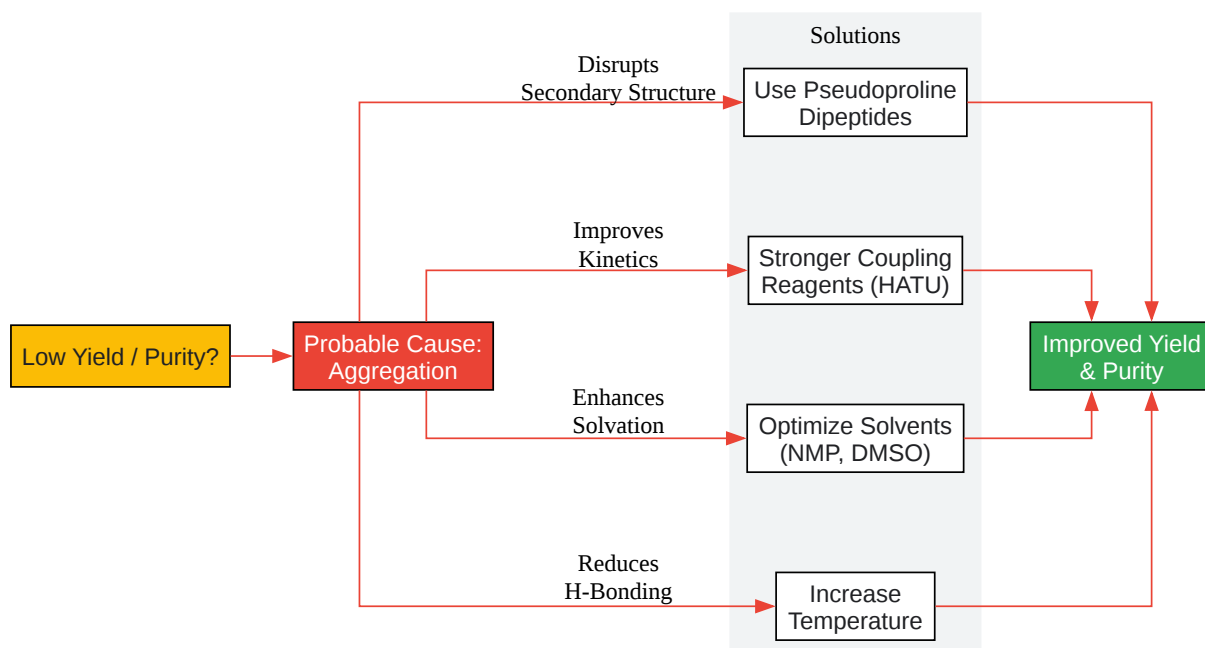 Solutions
Disrupts
Secondary Structure
Use Pseudoproline
Dipeptides
Improves
Kinetics
Stronger Coupling
Reagents (HATU)
Low Yield / Purity?
Probable Cause:
Aggregation
Improved Yield
& Purity
Enhances
Solvation
Optimize Solvents
(NMP, DMSO)
Reduces
H-Bonding
Increase
Temperature